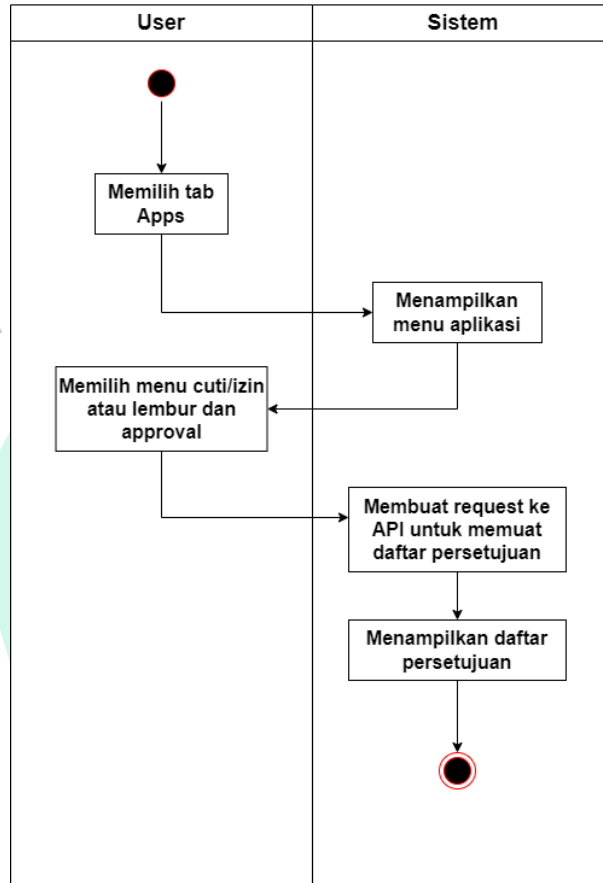 User
Sistem
Memilih tab
Apps
Menampilkan
menu aplikasi
Memilih menu cuti/izin
atau lembur dan
approval
Membuat request ke
API untuk memuat
daftar persetujuan
Menampilkan daftar
persetujuan